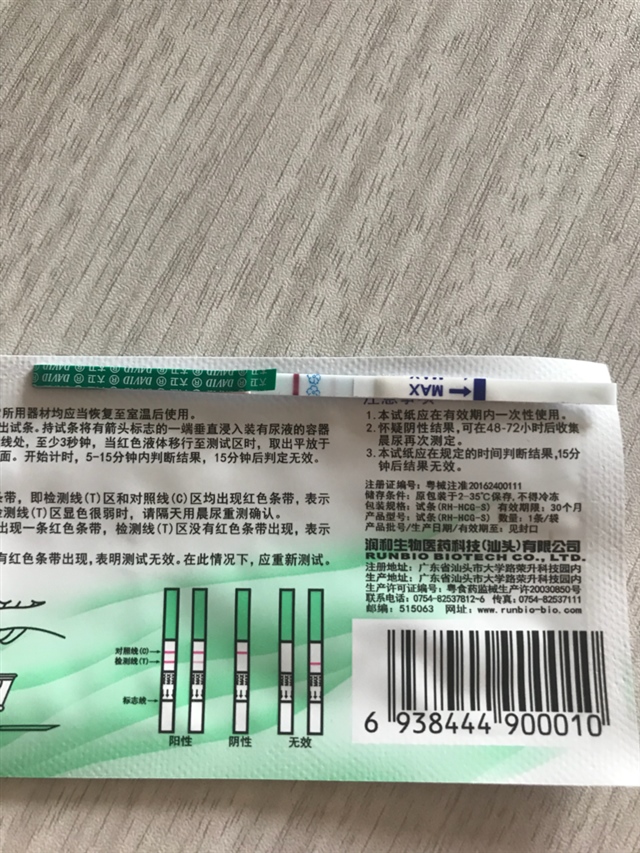 DAVID 大卫 ® DAVID 大卫 ® DAVID 大卫 ® DAVID
MAX
所用器材均应当恢复至室温后使用。
出试条。持试条将有箭头标志的一端垂直浸入装有尿液的容器
线处，至少3秒钟，当红色液体移行至测试区时，取出平放于
面。开始计时，5-15分钟内判断结果，15分钟后判定无效。
条带，即检测线(T)区和对照线(C)区均出现红色条带，表示
检测线(T)区显色很弱时，请隔天用晨尿重测确认。
出现一条红色条带，检测线(T)区没有红色条带出现，表示
有红色条带出现，表明测试无效。在此情况下，应重新测试。
对照线(C)
检测线(T)
标志线
阳性
阴性
无效
注意事项
1.本试纸应在有效期内一次性使用。
2.怀疑阴性结果，可在48-72小时后收集
晨尿再次测定。
3.本试纸应在规定的时间判断结果，15分
钟后结果无效。
注册证编号：粤械注准20162400111
储存条件：原包装于2-35℃保存，不得冷冻
包装规格：试条(RH-HCG-S) 有效期限：30个月
产品型号：试条(RH-HCG-S) 数量：1条/袋
产品批号/生产日期/有效期至：见封口
润和生物医药科技(汕头)有限公司
RUNBIO BIOTECH CO., LTD.
注册地址：广东省汕头市大学路荣升科技园内
生产地址：广东省汕头市大学路荣升科技园内
生产许可证编号：粤食药监械生产许20030850号
联系电话：0754-82537812-6 传真：0754-82537111
邮编：515063 网址：www.runbio-bio.com
6 938444 900010